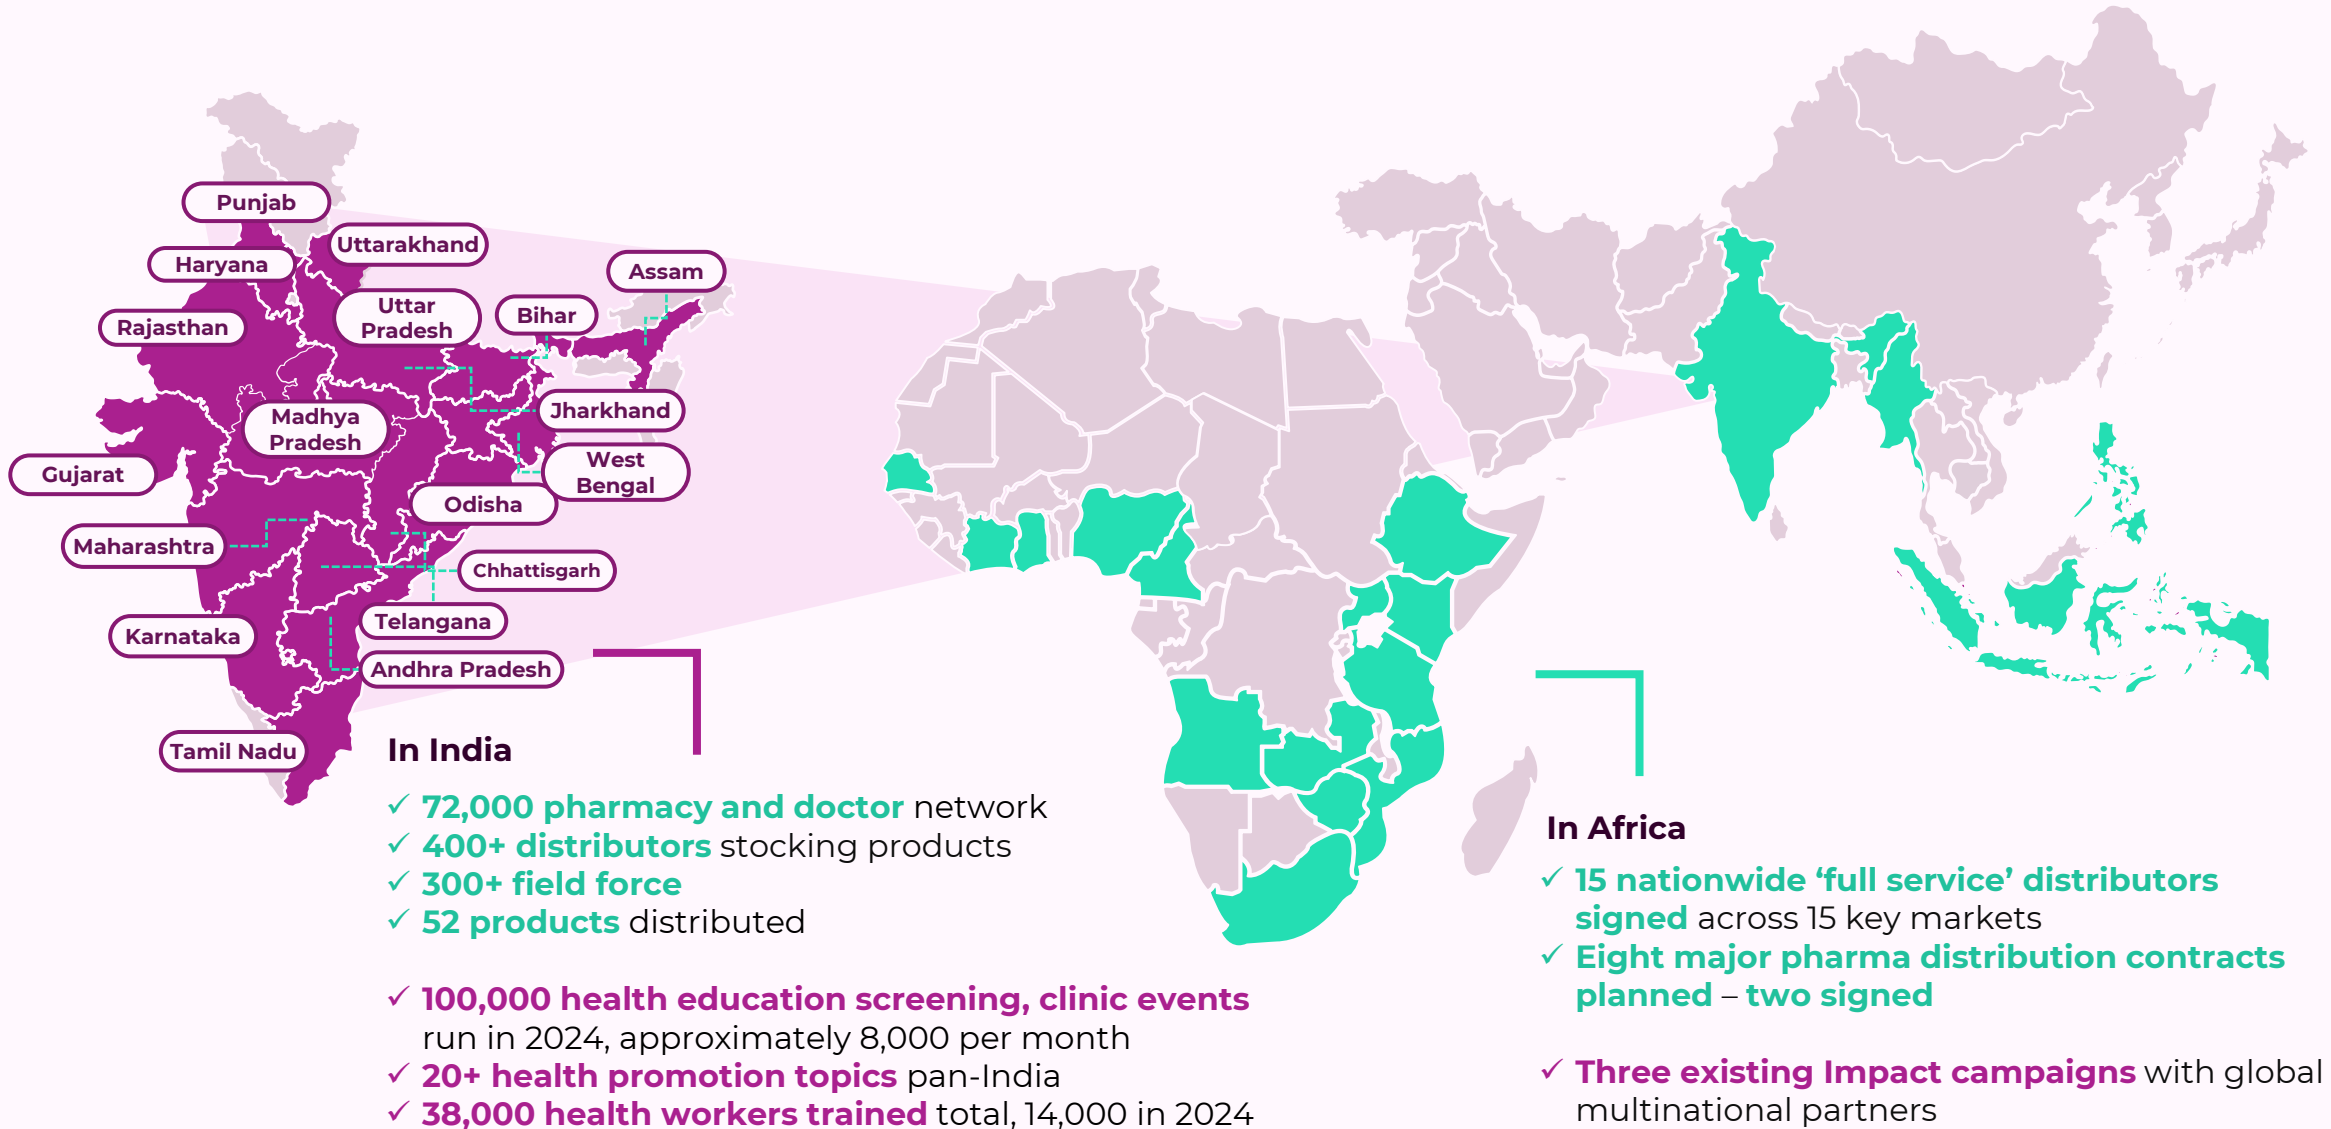 Punjab
Uttarakhand
Haryana
Assam
Uttar
Pradesh
Bihar
Rajasthan
Jharkhand
Madhya
Pradesh
West
Bengal
Gujarat
Odisha
Maharashtra
Chhattisgarh
Telangana
Karnataka
Andhra Pradesh
Tamil Nadu
In India
✓ 72,000 pharmacy and doctor network
✓ 400+ distributors stocking products
✓ 300+ field force
✓ 52 products distributed
✓ 100,000 health education screening, clinic events
run in 2024, approximately 8,000 per month
✓ 20+ health promotion topics pan-India
✓ 38,000 health workers trained total, 14,000 in 2024
In Africa
✓ 15 nationwide ‘full service’ distributors
signed across 15 key markets
✓ Eight major pharma distribution contracts
planned – two signed
✓ Three existing Impact campaigns with global
multinational partners